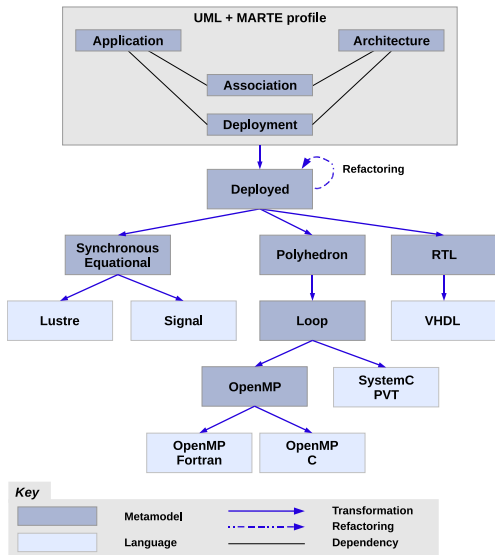 UML + MARTE profile
Application
Architecture
Association
Deployment
Deployed
Refactoring
Synchronous
Equational
Polyhedron
RTL
Lustre
Signal
Loop
VHDL
OpenMP
SystemC
PVT
OpenMP
Fortran
OpenMP
C
Key
Metamodel
Transformation
Refactoring
Language
Dependency